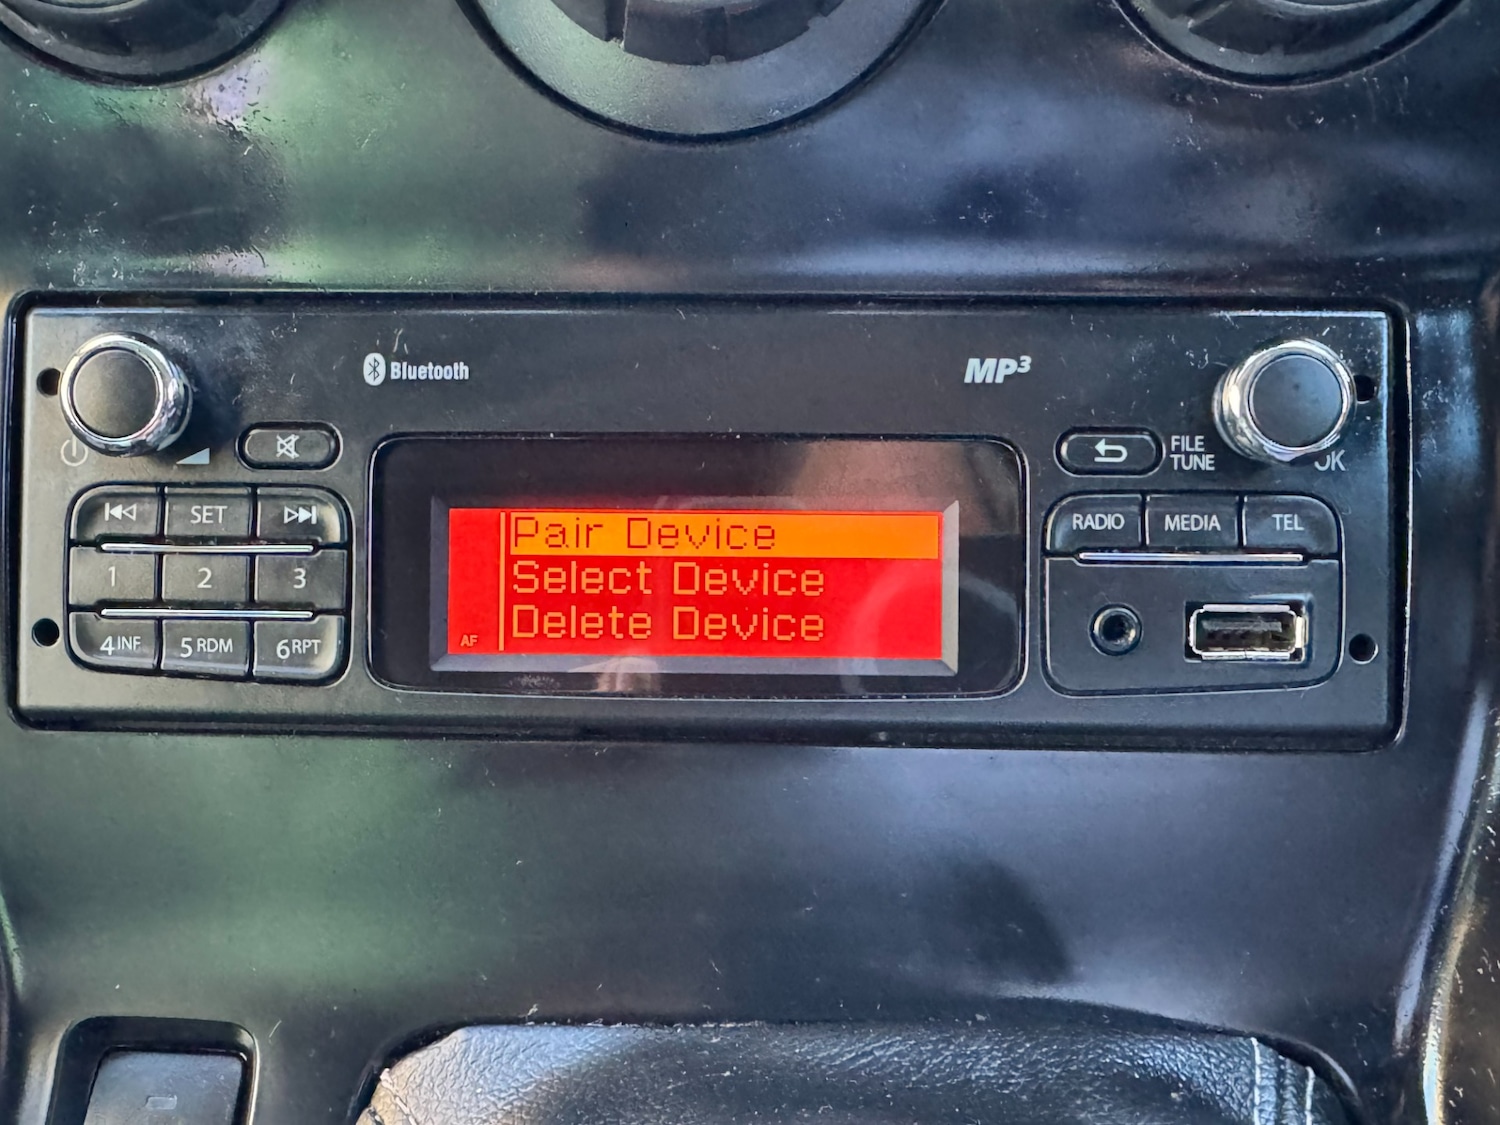 Bluetooth
MP3
FILE
TUNE
OK
SET
RADIO
MEDIA
TEL
Pair Device
Select Device
Delete Device
AF
1
2
3
4INF
5RDM
6RPT